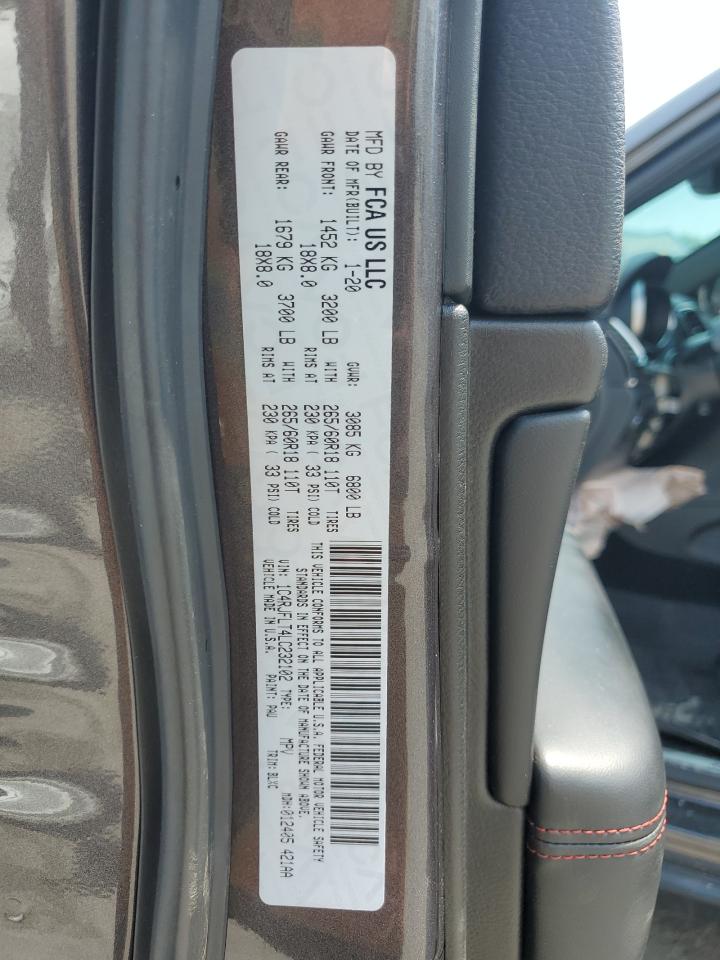 MFD BY FCA US LLC
DATE OF MFR(BUILT): 1-20 GVWR: 3085 KG 6800 LB
GAWR FRONT: 1452 KG 3200 LB WITH 265/60R18 110T TIRES
18X8.0 RIMS AT 230 KPA ( 33 PSI) COLD
GAWR REAR: 1679 KG 3700 LB WITH 265/60R18 110T TIRES
18X8.0 RIMS AT 230 KPA ( 33 PSI) COLD
THIS VEHICLE CONFORMS TO ALL APPLICABLE U.S.A. FEDERAL MOTOR VEHICLE SAFETY
STANDARDS IN EFFECT ON THE DATE OF MANUFACTURE SHOWN ABOVE.
VIN: 1C4RJFLT4LC232102 TYPE: MPV MDH:012405 421AA
VEHICLE MADE IN U.S.A. PAINT: PAU TRIM: BLXC